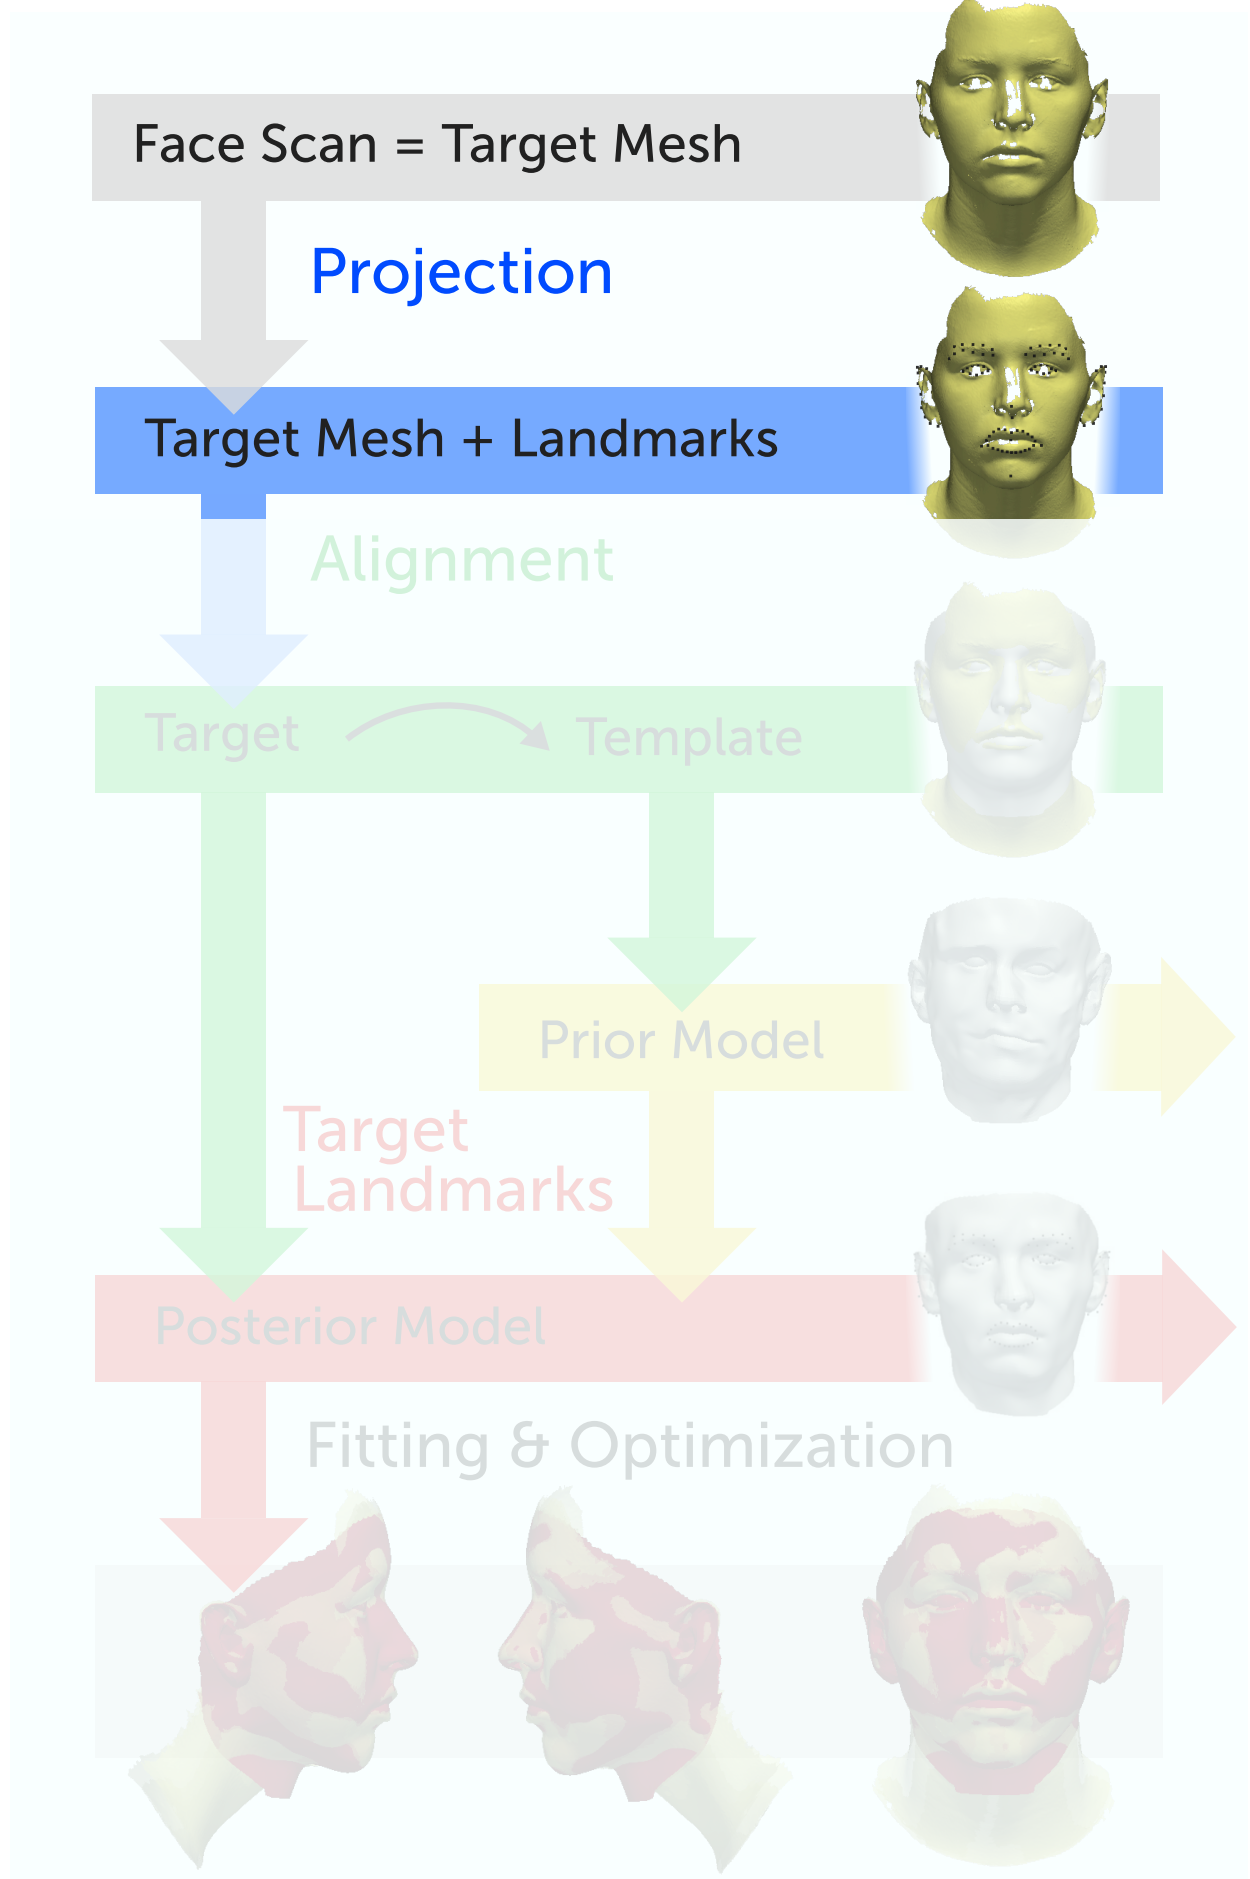 Face Scan = Target Mesh
Projection
Target Mesh + Landmarks
Alignment
Target
Template
Prior Model
Target
Landmarks
Posterior Model
Fitting & Optimization